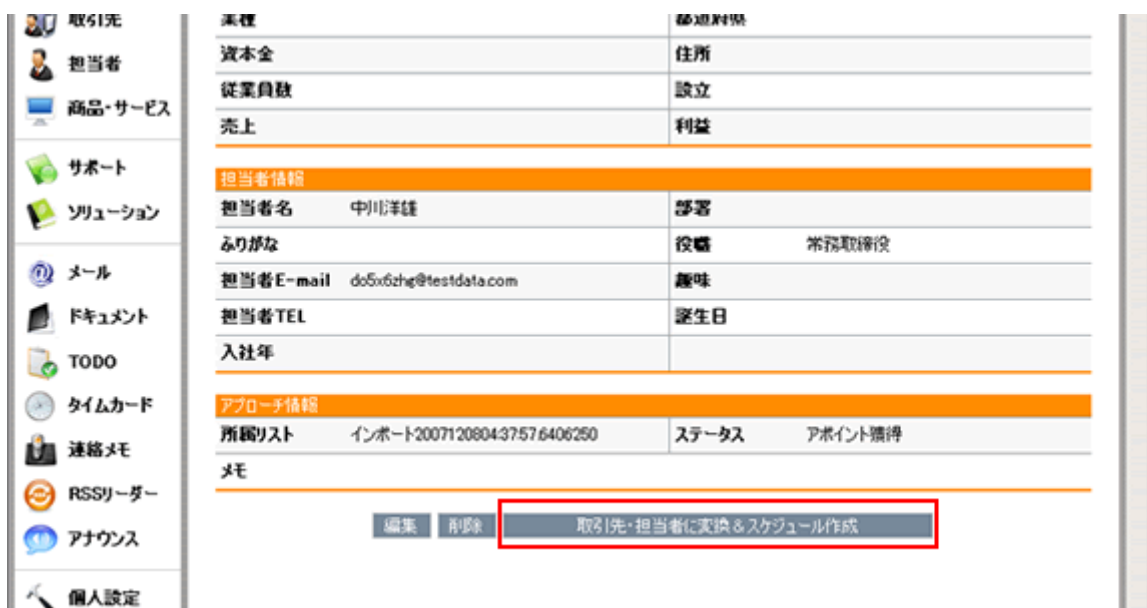 取引先
担当者
商品・サービス
サポート
ソリューション
メール
ドキュメント
TODO
タイムカード
連絡メモ
RSSリーダー
アナウンス
個人設定
業種 都道府県
資本金 住所
従業員数 設立
売上 利益
担当者情報
担当者名 中川洋雄 部署
ふりがな 役職 常務取締役
担当者E-mail do5x6zhg@testdata.com 趣味
担当者TEL 誕生日
入社年
アプローチ情報
所属リスト インポート20071208043757.6406250 ステータス アポイント獲得
メモ
編集 削除 取引先・担当者に変換&スケジュール作成